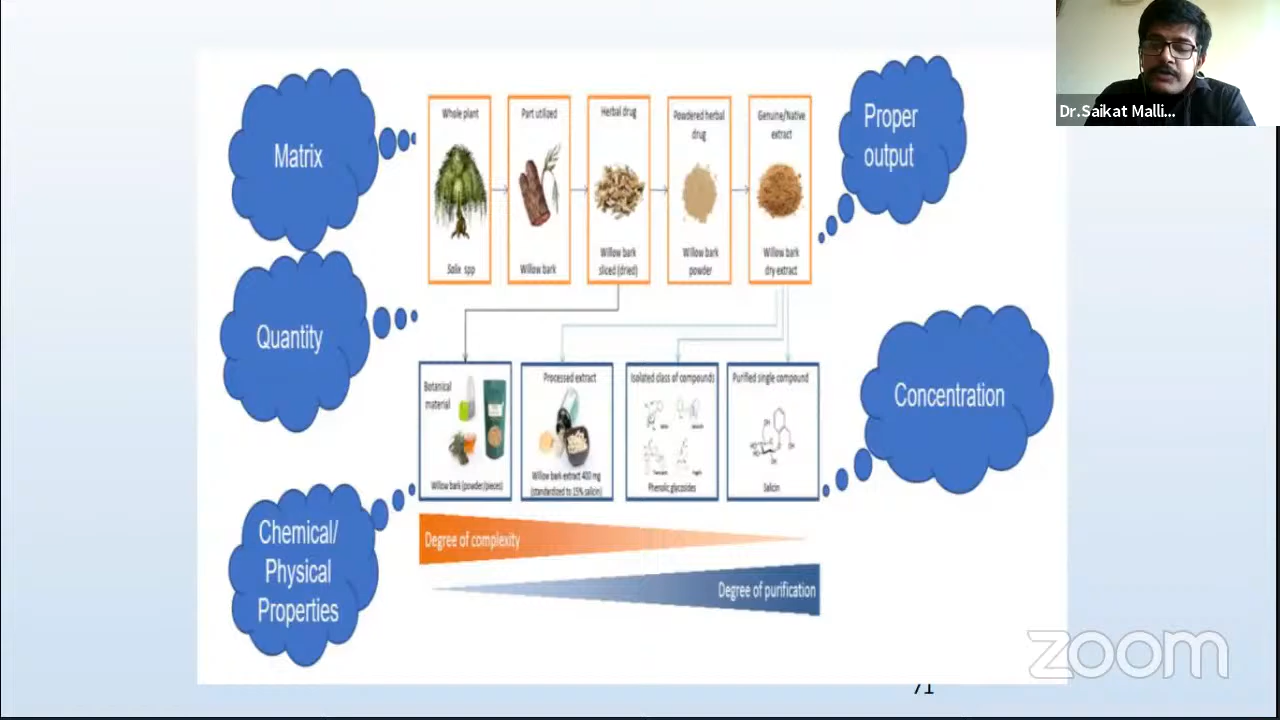 Dr.Saikat Malli...
Matrix
Quantity
Chemical/
Physical
Properties
Proper
output
Concentration
Whole plant
Salix spp
Part utilized
Willow bark
Herbal drug
Willow bark
sliced (dried)
Powdered herbal
drug
Willow bark
powder
Genuine/Native
extract
Willow bark
dry extract
Botanical
material
Willow bark (powder/pieces)
Processed extract
Willow bark extract 400 mg
(standardized to 15% salicin)
Isolated class of compounds
Phenolic glycosides
Purified single compound
Salicin
Degree of complexity
Degree of purification
zoom
71